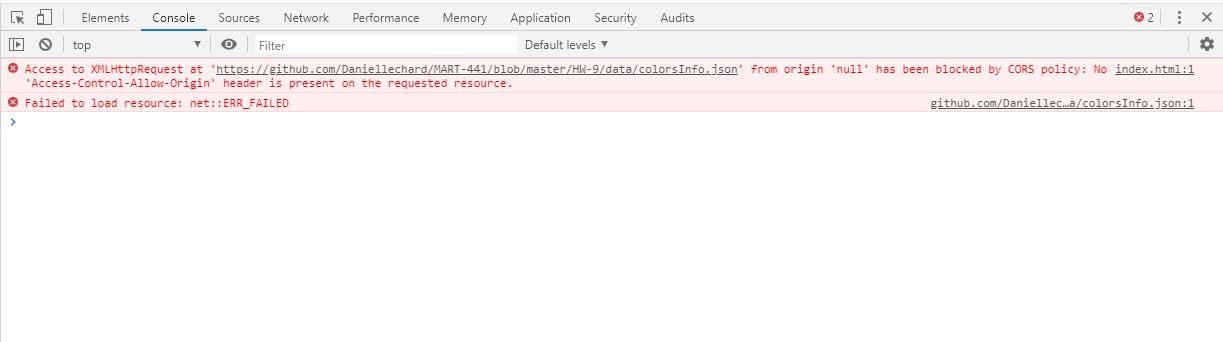 Elements Console Sources Network Performance Memory Application Security Audits 2
top Filter Default levels
Access to XMLHttpRequest at 'https://github.com/Daniellechard/MART-441/blob/master/HW-9/data/colorsInfo.json' from origin 'null' has been blocked by CORS policy: No index.html:1
'Access-Control-Allow-Origin' header is present on the requested resource.
Failed to load resource: net::ERR_FAILED github.com/Daniellec…a/colorsInfo.json:1